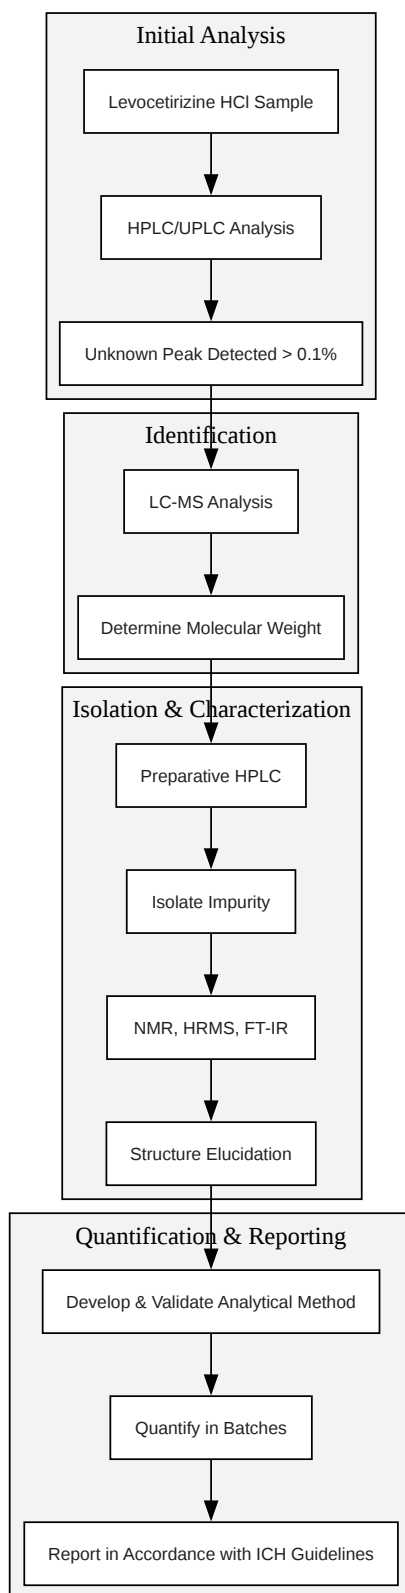 Initial Analysis
Levocetirizine HCl Sample
HPLC/UPLC Analysis
Unknown Peak Detected > 0.1%
Identification
LC-MS Analysis
Determine Molecular Weight
Isolation & Characterization
Preparative HPLC
Isolate Impurity
NMR, HRMS, FT-IR
Structure Elucidation
Quantification & Reporting
Develop & Validate Analytical Method
Quantify in Batches
Report in Accordance with ICH Guidelines